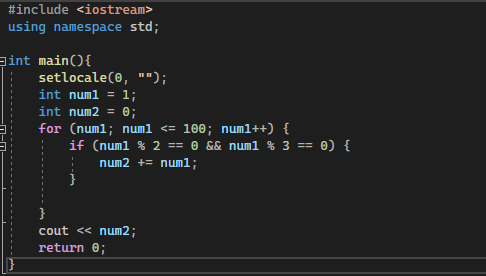 #include <iostream>
using namespace std;
int main(){
setlocale(0, "");
int num1 = 1;
int num2 = 0;
for (num1; num1 <= 100; num1++) {
if (num1 % 2 == 0 && num1 % 3 == 0) {
num2 += num1;
}
}
cout << num2;
return 0;
}